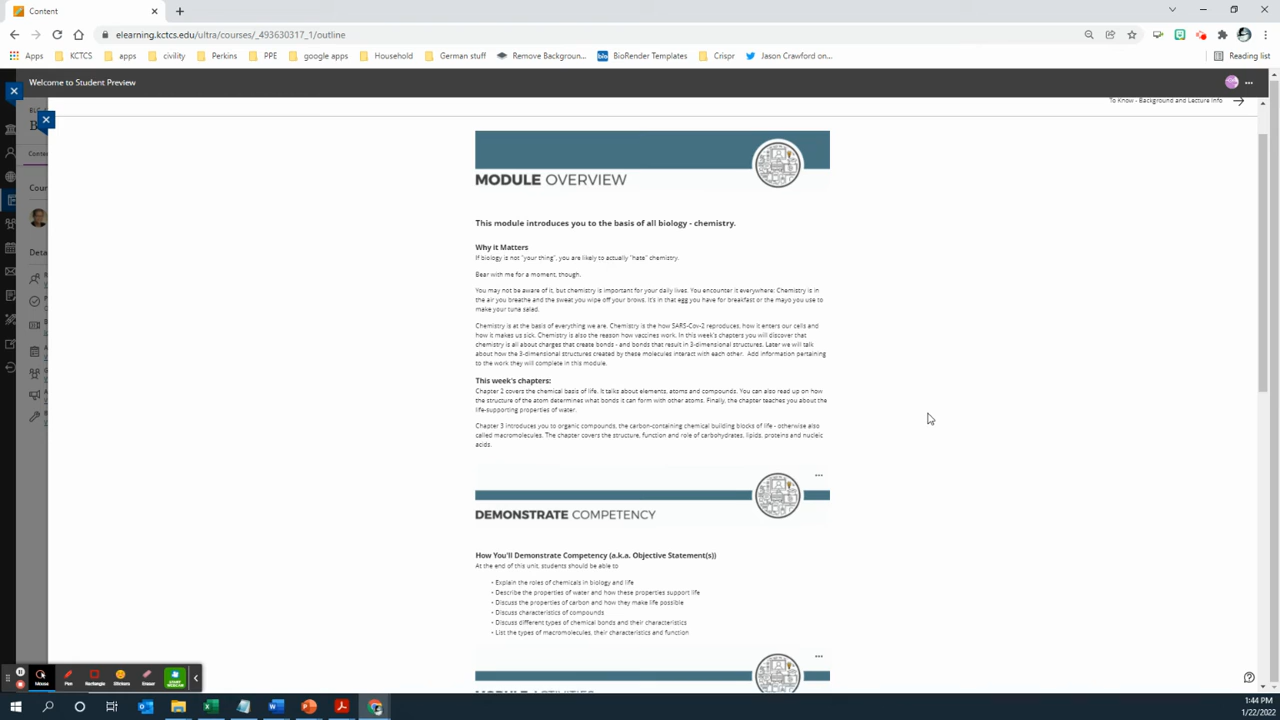 Content
elearning.kctcs.edu/ultra/courses/_493630317_1/outline
Apps KCTCS apps civility Perkins PPE google apps Household German stuff Remove Backgroun... BioRender Templates Crispr Jason Crawford on... Reading list
Welcome to Student Preview
To Know - Background and Lecture Info
MODULE OVERVIEW
This module introduces you to the basis of all biology - chemistry.
Why it Matters
If biology is not "your thing", you are likely to actually "hate" chemistry.
Bear with me for a moment, though.
You may not be aware of it, but chemistry is important for your daily lives. You encounter it everywhere: Chemistry is in
the air you breathe and the sweat you wipe off your brows. It's in that egg you have for breakfast or the mayo you use to
make your tuna salad.
Chemistry is at the basis of everything we are. Chemistry is the how SARS-Cov-2 reproduces, how it enters our cells and
how it makes us sick. Chemistry is also the reason how vaccines work. In this week's chapters you will discover that
chemistry is all about charges that create bonds - and bonds that result in 3-dimensional structures. Later we will talk
about how the 3-dimensional structures created by these molecules interact with each other. Add information pertaining
to the work they will complete in this module.
This week's chapters:
Chapter 2 covers the chemical basis of life. It talks about elements, atoms and compounds. You can also read up on how
the structure of the atom determines what bonds it can form with other atoms. Finally, the chapter teaches you about the
life-supporting properties of water.
Chapter 3 introduces you to organic compounds, the carbon-containing chemical building blocks of life - otherwise also
called macromolecules. The chapter covers the structure, function and role of carbohydrates, lipids, proteins and nucleic
acids.
DEMONSTRATE COMPETENCY
How You'll Demonstrate Competency (a.k.a. Objective Statement(s))
At the end of this unit, students should be able to
• Explain the roles of chemicals in biology and life
• Describe the properties of water and how these properties support life
• Discuss the properties of carbon and how they make life possible
• Discuss characteristics of compounds
• Discuss different types of chemical bonds and their characteristics
• List the types of macromolecules, their characteristics and function
Mouse Pen Rectangle Glimmers Eraser
1:44 PM
1/22/2022